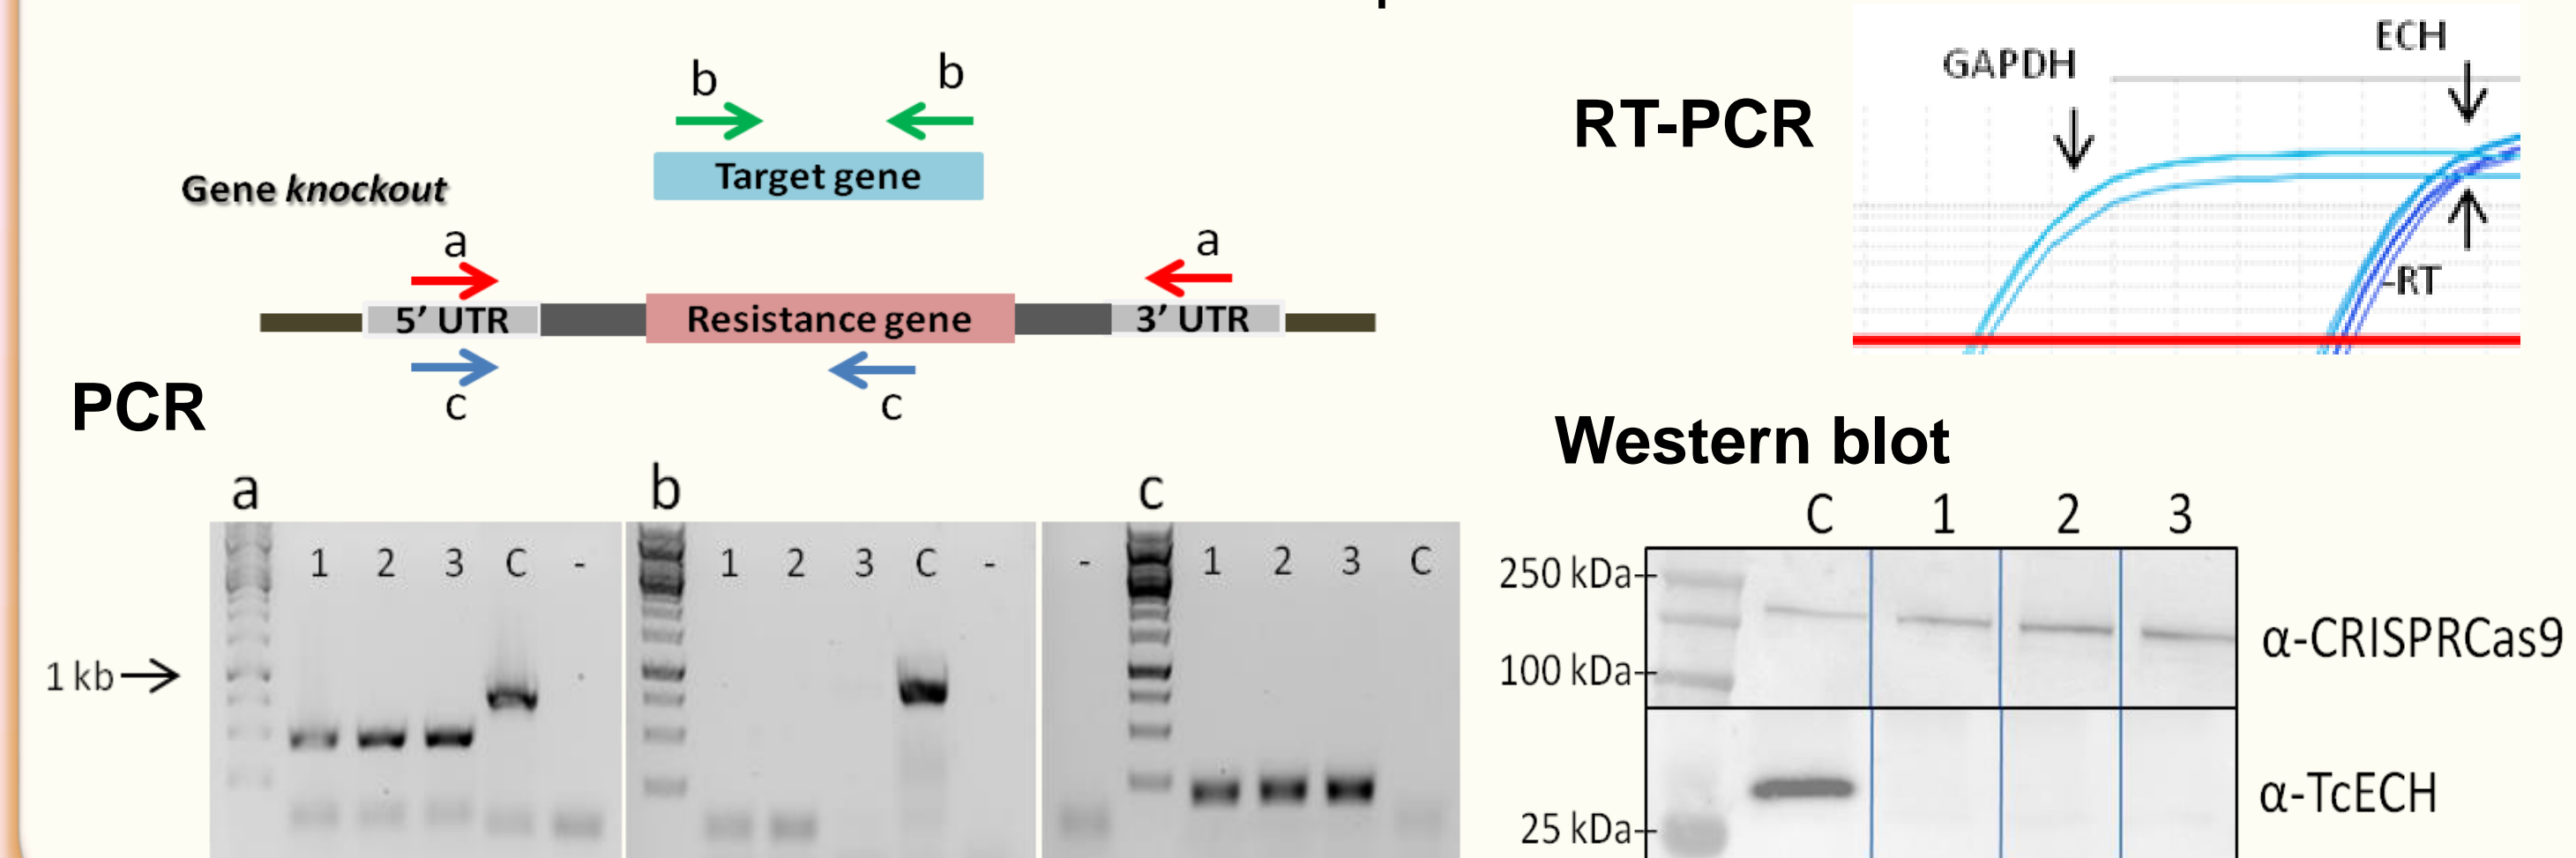 b b
Target gene
Gene knockout
a a
5’ UTR Resistance gene 3’ UTR
c c
PCR
a b c
1 2 3 C -
1 2 3 C -
- 1 2 3 C
1 kb
RT-PCR
ECH
GAPDH
-RT
Western blot
C 1 2 3
250 kDa
100 kDa
α-CRISPRCas9
α-TcECH
25 kDa